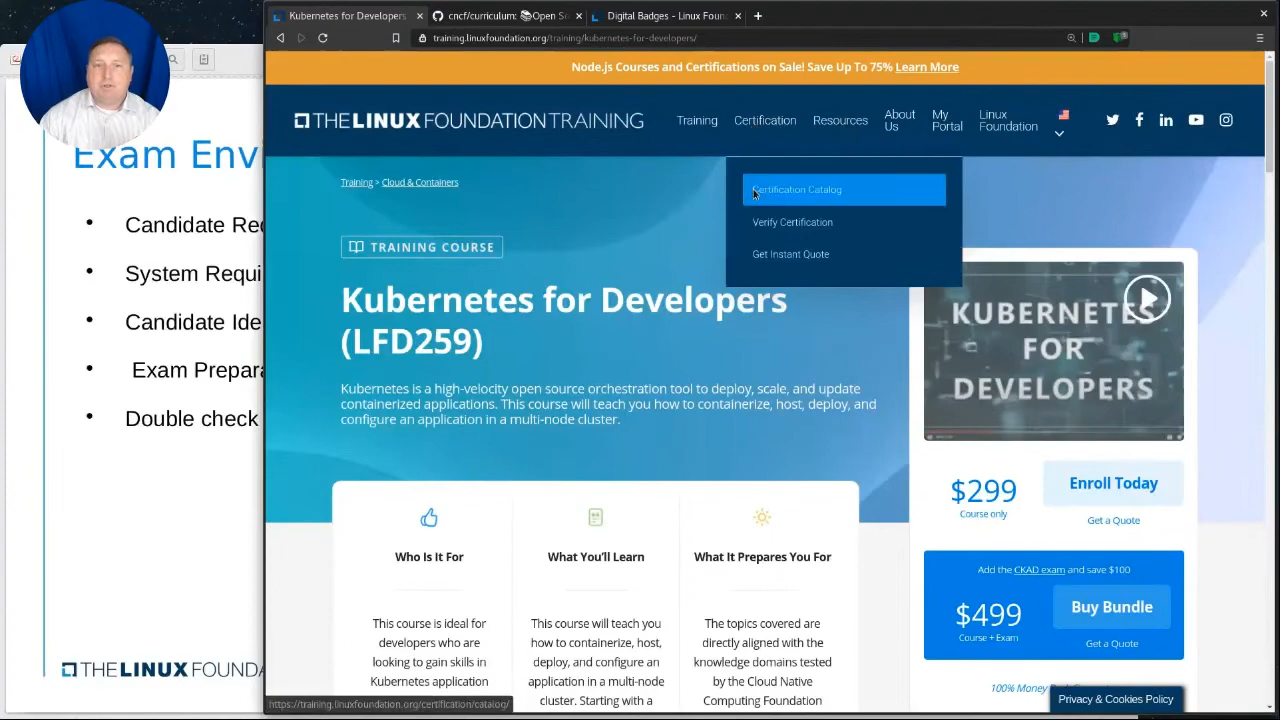 Kubernetes for Developers
cncf/curriculum: 📚Open So
Digital Badges - Linux Foun
training.linuxfoundation.org/training/kubernetes-for-developers/
Node.js Courses and Certifications on Sale! Save Up To 75% Learn More
THE LINUX FOUNDATION TRAINING
Training
Certification
Resources
About Us
My Portal
Linux Foundation
Certification Catalog
Verify Certification
Get Instant Quote
Training > Cloud & Containers
TRAINING COURSE
Kubernetes for Developers
(LFD259)
Kubernetes is a high-velocity open source orchestration tool to deploy, scale, and update
containerized applications. This course will teach you how to containerize, host, deploy, and
configure an application in a multi-node cluster.
KUBERNETES
FOR
DEVELOPERS
$299
Course only
Enroll Today
Get a Quote
Add the CKAD exam and save $100
$499
Course + Exam
Buy Bundle
Get a Quote
100% Money
Privacy & Cookies Policy
Who Is It For
This course is ideal for
developers who are
looking to gain skills in
Kubernetes application
What You'll Learn
This course will teach you
how to containerize, host,
deploy, and configure an
application in a multi-node
cluster. Starting with a
What It Prepares You For
The topics covered are
directly aligned with the
knowledge domains tested
by the Cloud Native
Computing Foundation
https://training.linuxfoundation.org/certification/catalog/
Exam Envi
• Candidate Req
• System Requi
• Candidate Ide
• Exam Prepara
• Double check
THE LINUX FOUNDA